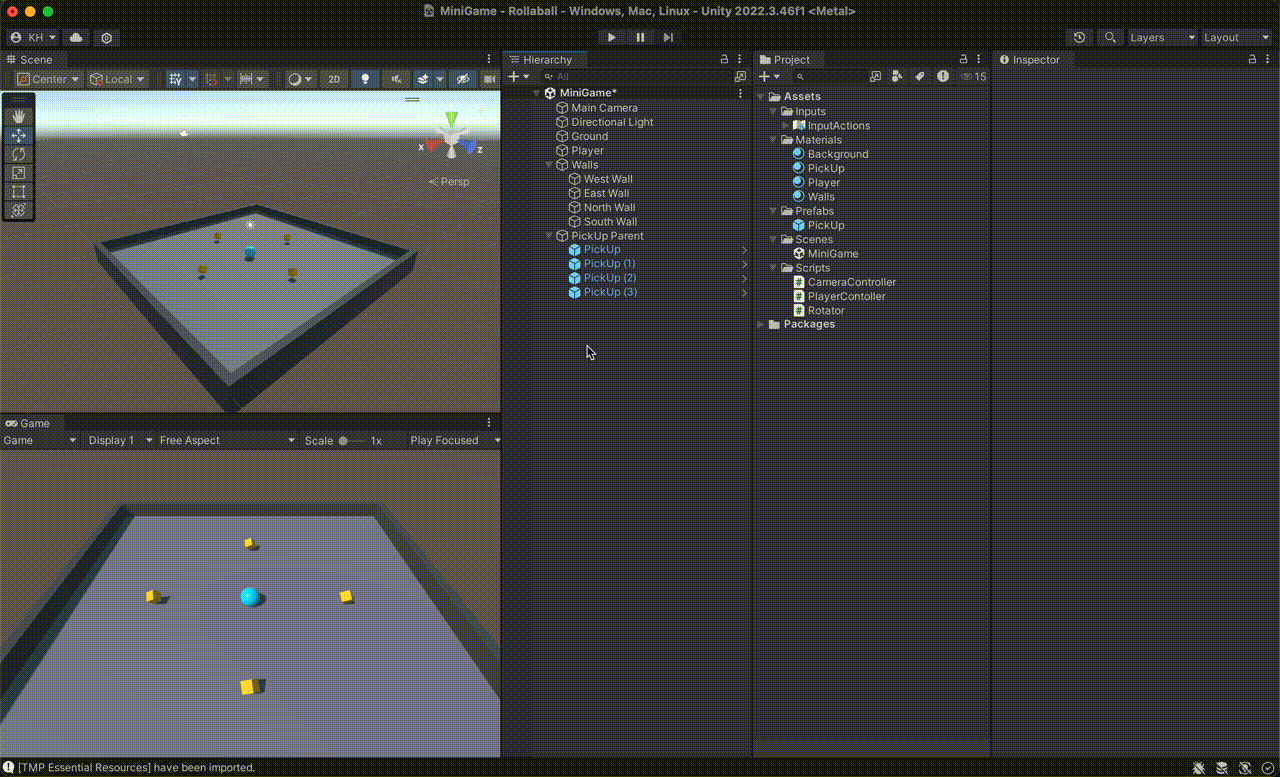 MiniGame - Rollaball - Windows, Mac, Linux - Unity 2022.3.46f1 <Metal>
KH
Layers
Layout
Scene
Center
Local
2D
x
z
Persp
Game
Game
Display 1
Free Aspect
Scale
1x
Play Focused
Hierarchy
All
MiniGame*
Main Camera
Directional Light
Ground
Player
Walls
West Wall
East Wall
North Wall
South Wall
PickUp Parent
PickUp
PickUp (1)
PickUp (2)
PickUp (3)
Project
15
Assets
Inputs
InputActions
Materials
Background
PickUp
Player
Walls
Prefabs
PickUp
Scenes
MiniGame
Scripts
CameraController
PlayerContoller
Rotator
Packages
Inspector
[TMP Essential Resources] have been imported.